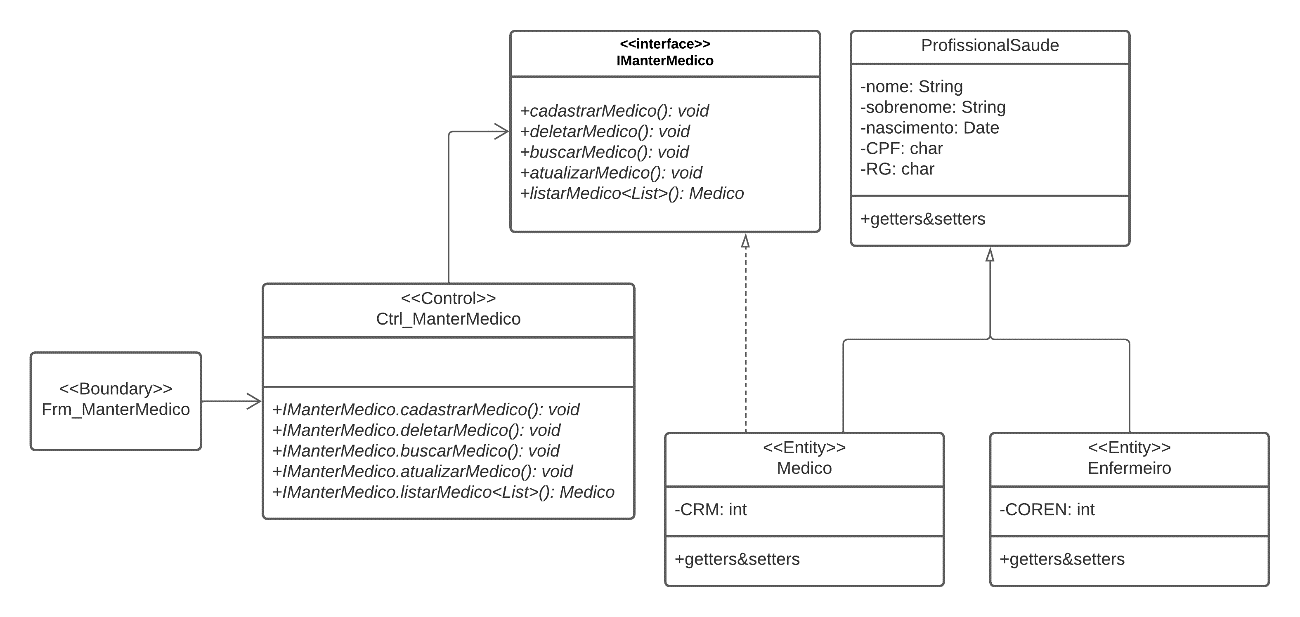 <<interface>>
IManterMedico
+cadastrarMedico(): void
+deletarMedico(): void
+buscarMedico(): void
+atualizarMedico(): void
+listarMedico<List>(): Medico
ProfissionalSaude
-nome: String
-sobrenome: String
-nascimento: Date
-CPF: char
-RG: char
+getters&setters
<<Control>>
Ctrl_ManterMedico
+IManterMedico.cadastrarMedico(): void
+IManterMedico.deletarMedico(): void
+IManterMedico.buscarMedico(): void
+IManterMedico.atualizarMedico(): void
+IManterMedico.listarMedico<List>(): Medico
<<Boundary>>
Frm_ManterMedico
<<Entity>>
Medico
-CRM: int
+getters&setters
<<Entity>>
Enfermeiro
-COREN: int
+getters&setters